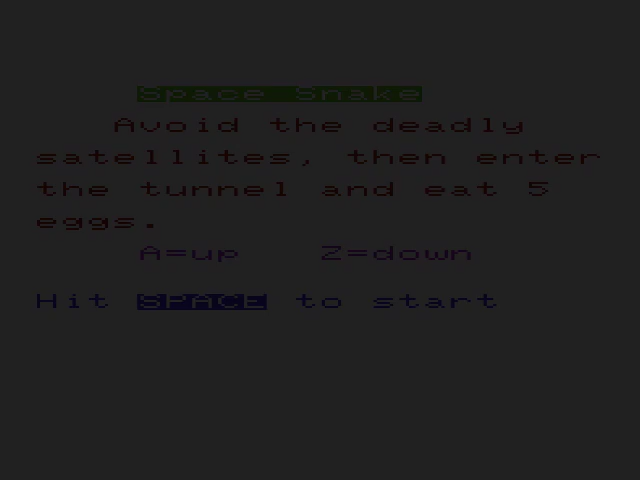 Space Snake
Avoid the deadly
satellites, then enter
the tunnel and eat 5
eggs.
A=up Z=down
Hit SPACE to start